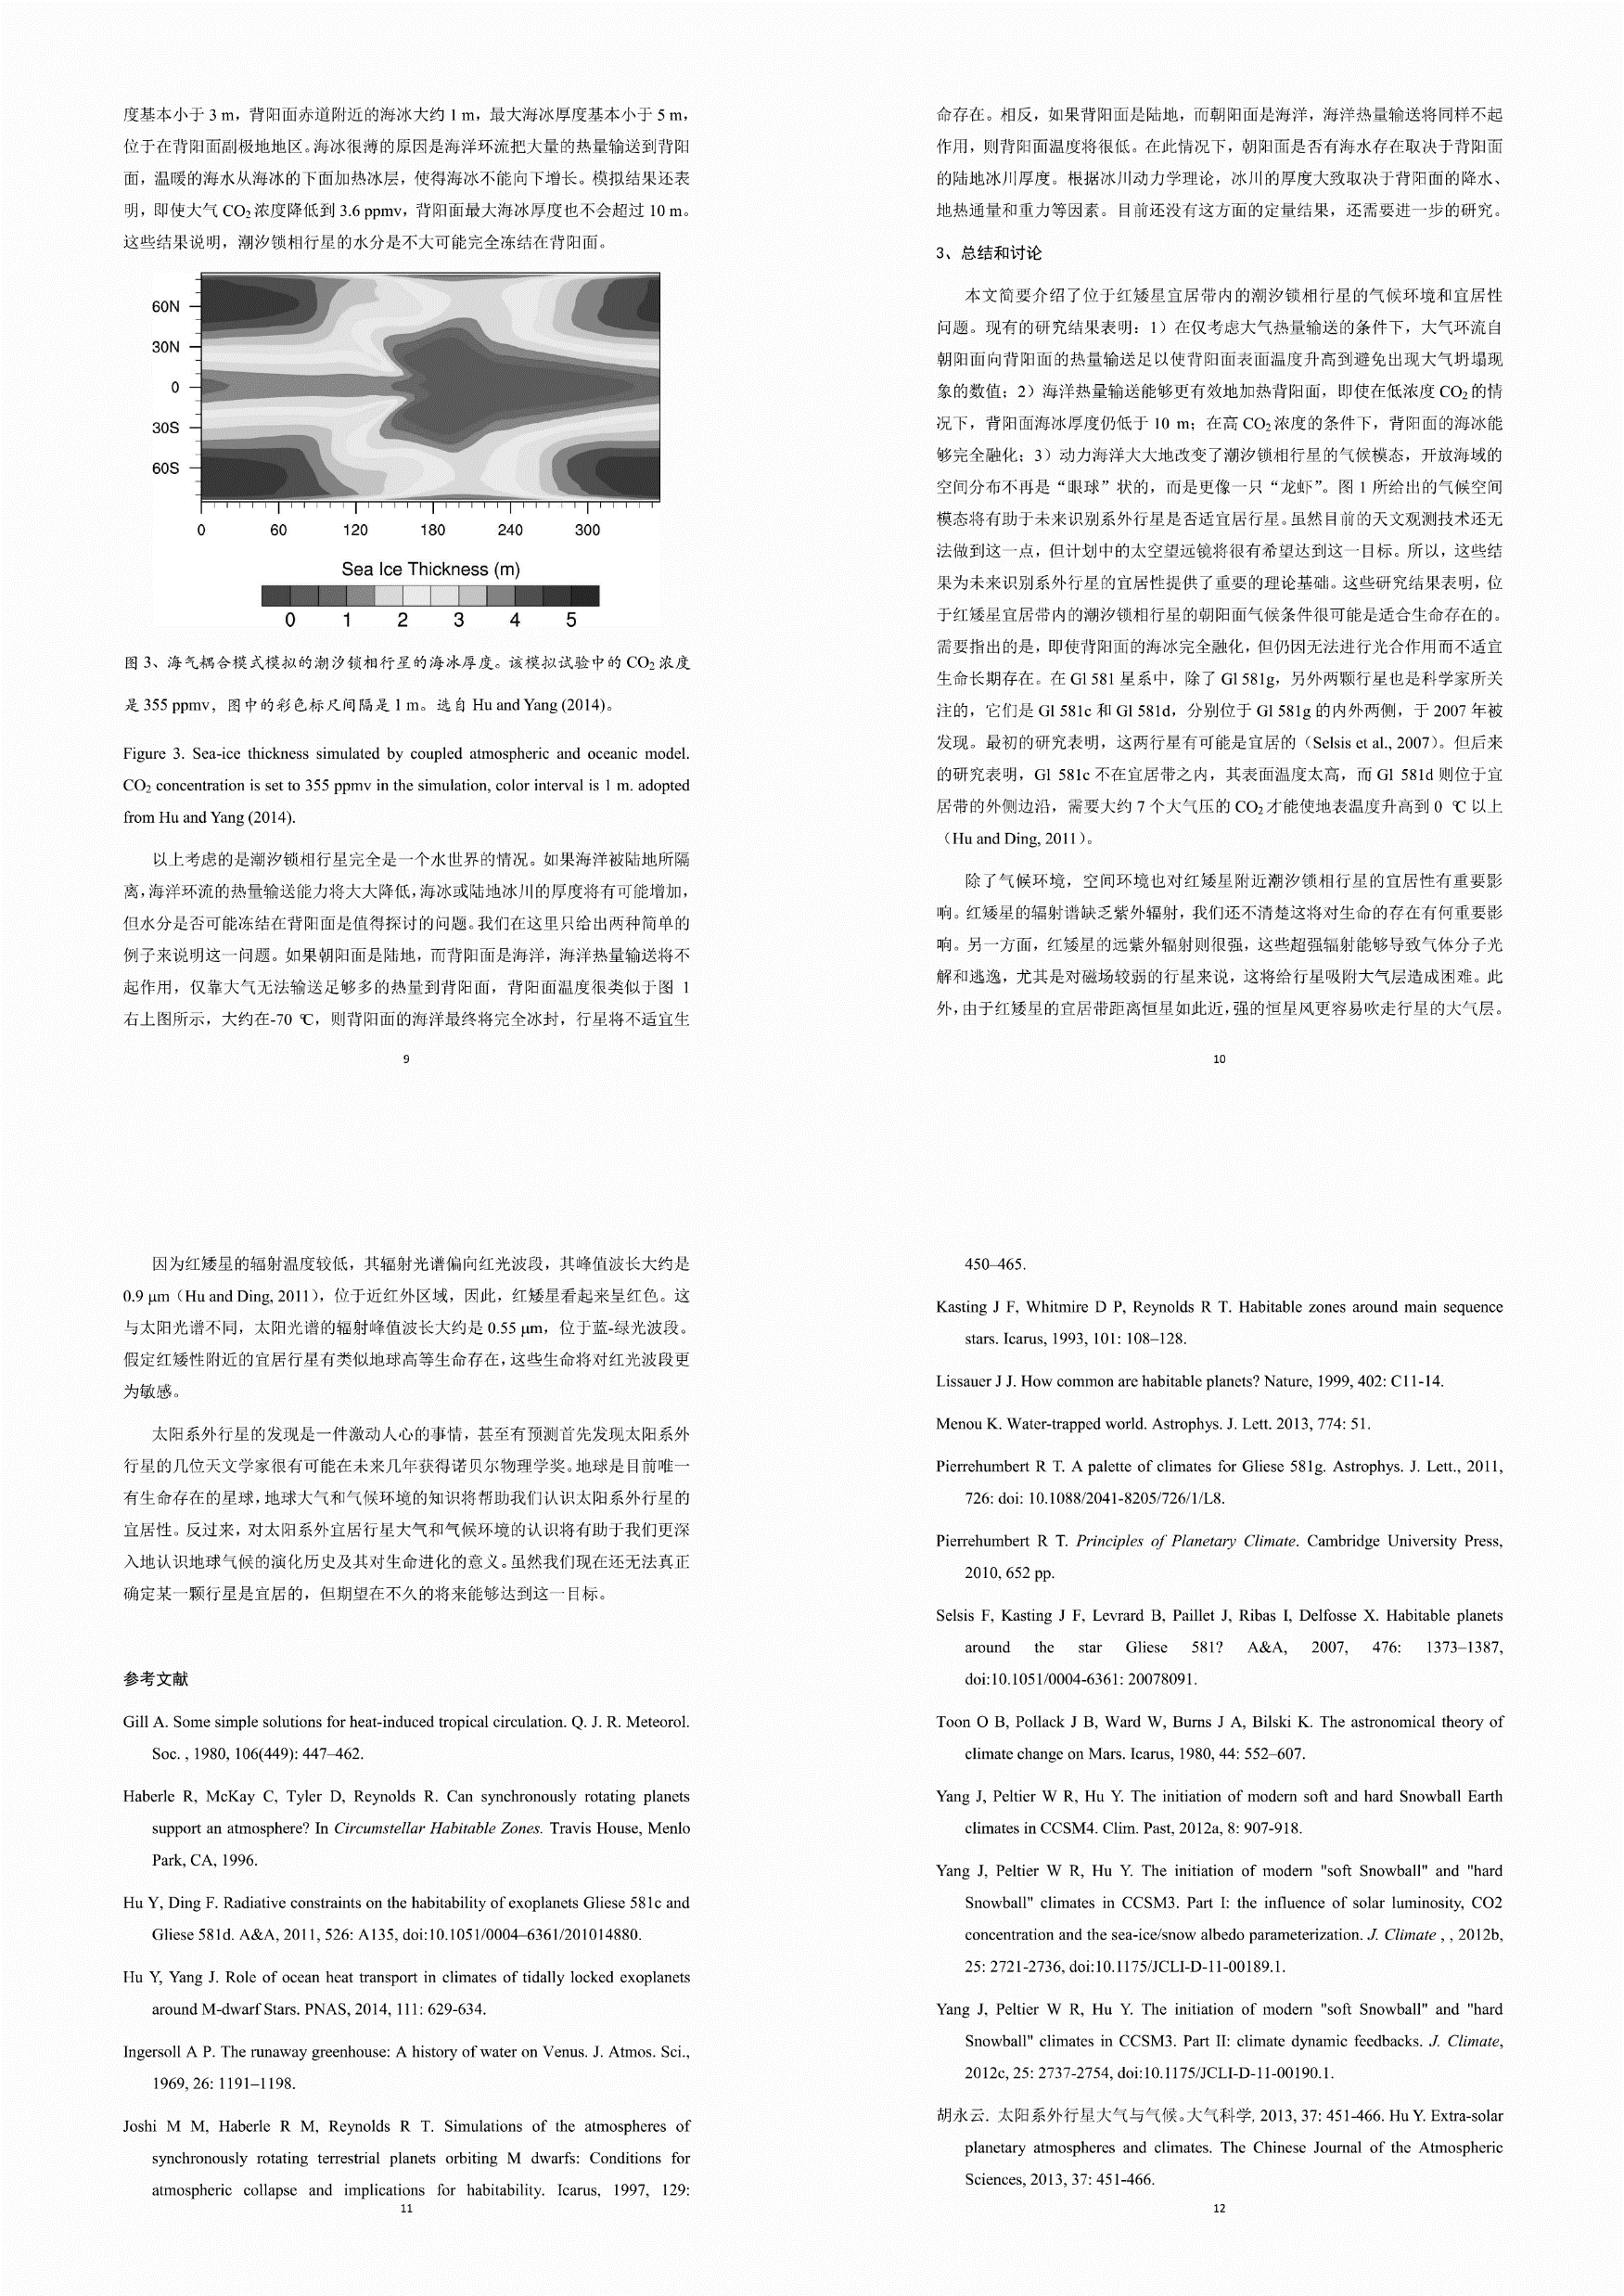 度基本小于 3 m，背阳面赤道附近的海冰大约 1 m，最大海冰厚度基本小于 5 m，
位于在背阳面副极地地区。海冰很薄的原因是海洋环流把大量的热量输送到背阳
面，温暖的海水从海冰的下面加热冰层，使得海冰不能向下增长。模拟结果还表
明，即使大气 CO₂ 浓度降低到 3.6 ppmv，背阳面最大海冰厚度也不会超过 10 m。
这些结果说明，潮汐锁相行星的水分是不大可能完全冻结在背阳面。
60N
30N
0
30S
60S
0 60 120 180 240 300
Sea Ice Thickness (m)
0 1 2 3 4 5
图 3、海气耦合模式模拟的潮汐锁相行星的海冰厚度。该模拟试验中的 CO₂ 浓度
是 355 ppmv，图中的彩色标尺间隔是 1 m。选自 Hu and Yang (2014)。
Figure 3. Sea-ice thickness simulated by coupled atmospheric and oceanic model.
CO₂ concentration is set to 355 ppmv in the simulation, color interval is 1 m. adopted
from Hu and Yang (2014).
以上考虑的是潮汐锁相行星完全是一个水世界的情况。如果海洋被陆地所隔
离，海洋环流的热量输送能力将大大降低，海冰或陆地冰川的厚度将有可能增加，
但水分是否可能冻结在背阳面是值得探讨的问题。我们在这里只给出两种简单的
例子来说明这一问题。如果朝阳面是陆地，而背阳面是海洋，海洋热量输送将不
起作用，仅靠大气无法输送足够多的热量到背阳面，背阳面温度很类似于图 1
右上图所示，大约在-70 ℃，则背阳面的海洋最终将完全冰封，行星将不适宜生
9
命存在。相反，如果背阳面是陆地，而朝阳面是海洋，海洋热量输送将同样不起
作用，则背阳面温度将很低。在此情况下，朝阳面是否有海水存在取决于背阳面
的陆地冰川厚度。根据冰川动力学理论，冰川的厚度大致取决于背阳面的降水、
地热通量和重力等因素。目前还没有这方面的定量结果，还需要进一步的研究。
3、总结和讨论
本文简要介绍了位于红矮星宜居带内的潮汐锁相行星的气候环境和宜居性
问题。现有的研究结果表明：1）在仅考虑大气热量输送的条件下，大气环流自
朝阳面向背阳面的热量输送足以使背阳面表面温度升高到避免出现大气坍塌现
象的数值；2）海洋热量输送能够更有效地加热背阳面，即使在低浓度 CO₂ 的情
况下，背阳面海冰厚度仍低于 10 m；在高 CO₂ 浓度的条件下，背阳面的海冰能
够完全融化；3）动力海洋大大地改变了潮汐锁相行星的气候模态，开放海域的
空间分布不再是“眼球”状的，而是更像一只“龙虾”。图 1 所给出的气候空间
模态将有助于未来识别系外行星是否适宜居行星。虽然目前的天文观测技术还无
法做到这一点，但计划中的太空望远镜将很有希望达到这一目标。所以，这些结
果为未来识别系外行星的宜居性提供了重要的理论基础。这些研究结果表明，位
于红矮星宜居带内的潮汐锁相行星的朝阳面气候条件很可能是适合生命存在的。
需要指出的是，即使背阳面的海冰完全融化，但仍因无法进行光合作用而不适宜
生命长期存在。在 Gl 581 星系中，除了 Gl 581g，另外两颗行星也是科学家所关
注的，它们是 Gl 581c 和 Gl 581d，分别位于 Gl 581g 的内外两侧，于 2007 年被
发现。最初的研究表明，这两行星有可能是宜居的（Selsis et al., 2007）。但后来
的研究表明，Gl 581c 不在宜居带之内，其表面温度太高，而 Gl 581d 则位于宜
居带的外侧边沿，需要大约 7 个大气压的 CO₂ 才能使地表温度升高到 0 ℃ 以上
（Hu and Ding, 2011）。
除了气候环境，空间环境也对红矮星附近潮汐锁相行星的宜居性有重要影
响。红矮星的辐射谱缺乏紫外辐射，我们还不清楚这将对生命的存在有何重要影
响。另一方面，红矮星的远紫外辐射则很强，这些超强辐射能够导致气体分子光
解和逃逸，尤其是对磁场较弱的行星来说，这将给行星吸附大气层造成困难。此
外，由于红矮星的宜居带距离恒星如此近，强的恒星风更容易吹走行星的大气层。
10
因为红矮星的辐射温度较低，其辐射光谱偏向红光波段，其峰值波长大约是
0.9 μm（Hu and Ding, 2011），位于近红外区域，因此，红矮星看起来呈红色。这
与太阳光谱不同，太阳光谱的辐射峰值波长大约是 0.55 μm，位于蓝-绿光波段。
假定红矮性附近的宜居行星有类似地球高等生命存在，这些生命将对红光波段更
为敏感。
太阳系外行星的发现是一件激动人心的事情，甚至有预测首先发现太阳系外
行星的几位天文学家很有可能在未来几年获得诺贝尔物理学奖。地球是目前唯一
有生命存在的星球，地球大气和气候环境的知识将帮助我们认识太阳系外行星的
宜居性。反过来，对太阳系外宜居行星大气和气候环境的认识将有助于我们更深
入地认识地球气候的演化历史及其对生命进化的意义。虽然我们现在还无法真正
确定某一颗行星是宜居的，但期望在不久的将来能够达到这一目标。
参考文献
Gill A. Some simple solutions for heat-induced tropical circulation. Q. J. R. Meteorol.
Soc. , 1980, 106(449): 447–462.
Haberle R, McKay C, Tyler D, Reynolds R. Can synchronously rotating planets
support an atmosphere? In Circumstellar Habitable Zones. Travis House, Menlo
Park, CA, 1996.
Hu Y, Ding F. Radiative constraints on the habitability of exoplanets Gliese 581c and
Gliese 581d. A&A, 2011, 526: A135, doi:10.1051/0004–6361/201014880.
Hu Y, Yang J. Role of ocean heat transport in climates of tidally locked exoplanets
around M-dwarf Stars. PNAS, 2014, 111: 629-634.
Ingersoll A P. The runaway greenhouse: A history of water on Venus. J. Atmos. Sci.,
1969, 26: 1191–1198.
Joshi M M, Haberle R M, Reynolds R T. Simulations of the atmospheres of
synchronously rotating terrestrial planets orbiting M dwarfs: Conditions for
atmospheric collapse and implications for habitability. Icarus, 1997, 129:
11
450–465.
Kasting J F, Whitmire D P, Reynolds R T. Habitable zones around main sequence
stars. Icarus, 1993, 101: 108–128.
Lissauer J J. How common are habitable planets? Nature, 1999, 402: C11-14.
Menou K. Water-trapped world. Astrophys. J. Lett. 2013, 774: 51.
Pierrehumbert R T. A palette of climates for Gliese 581g. Astrophys. J. Lett., 2011,
726: doi: 10.1088/2041-8205/726/1/L8.
Pierrehumbert R T. Principles of Planetary Climate. Cambridge University Press,
2010, 652 pp.
Selsis F, Kasting J F, Levrard B, Paillet J, Ribas I, Delfosse X. Habitable planets
around the star Gliese 581? A&A, 2007, 476: 1373–1387,
doi:10.1051/0004-6361: 20078091.
Toon O B, Pollack J B, Ward W, Burns J A, Bilski K. The astronomical theory of
climate change on Mars. Icarus, 1980, 44: 552–607.
Yang J, Peltier W R, Hu Y. The initiation of modern soft and hard Snowball Earth
climates in CCSM4. Clim. Past, 2012a, 8: 907-918.
Yang J, Peltier W R, Hu Y. The initiation of modern "soft Snowball" and "hard
Snowball" climates in CCSM3. Part I: the influence of solar luminosity, CO2
concentration and the sea-ice/snow albedo parameterization. J. Climate , , 2012b,
25: 2721-2736, doi:10.1175/JCLI-D-11-00189.1.
Yang J, Peltier W R, Hu Y. The initiation of modern "soft Snowball" and "hard
Snowball" climates in CCSM3. Part II: climate dynamic feedbacks. J. Climate,
2012c, 25: 2737-2754, doi:10.1175/JCLI-D-11-00190.1.
胡永云. 太阳系外行星大气与气候。大气科学, 2013, 37: 451-466. Hu Y. Extra-solar
planetary atmospheres and climates. The Chinese Journal of the Atmospheric
Sciences, 2013, 37: 451-466.
12